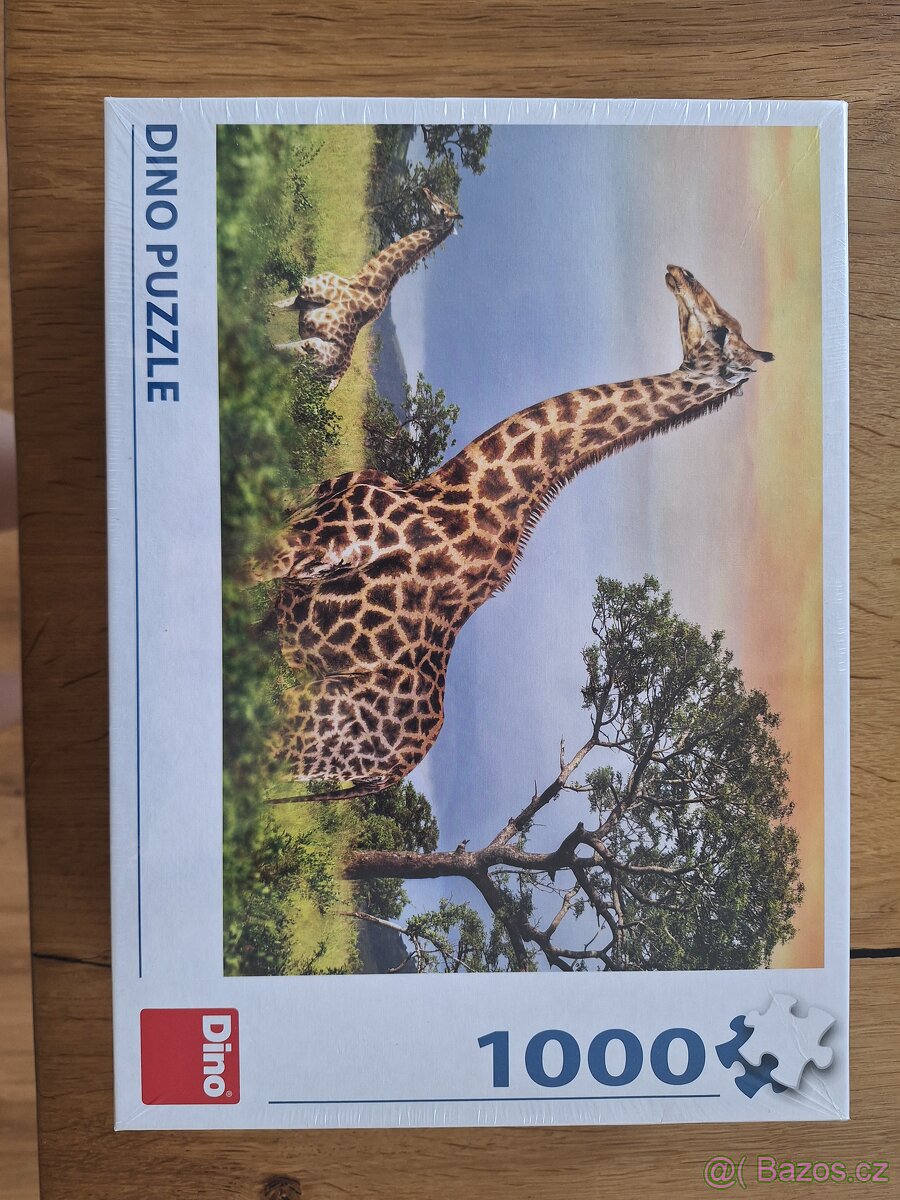 DINO PUZZLE
1000
Dino®
@( Bazos.cz